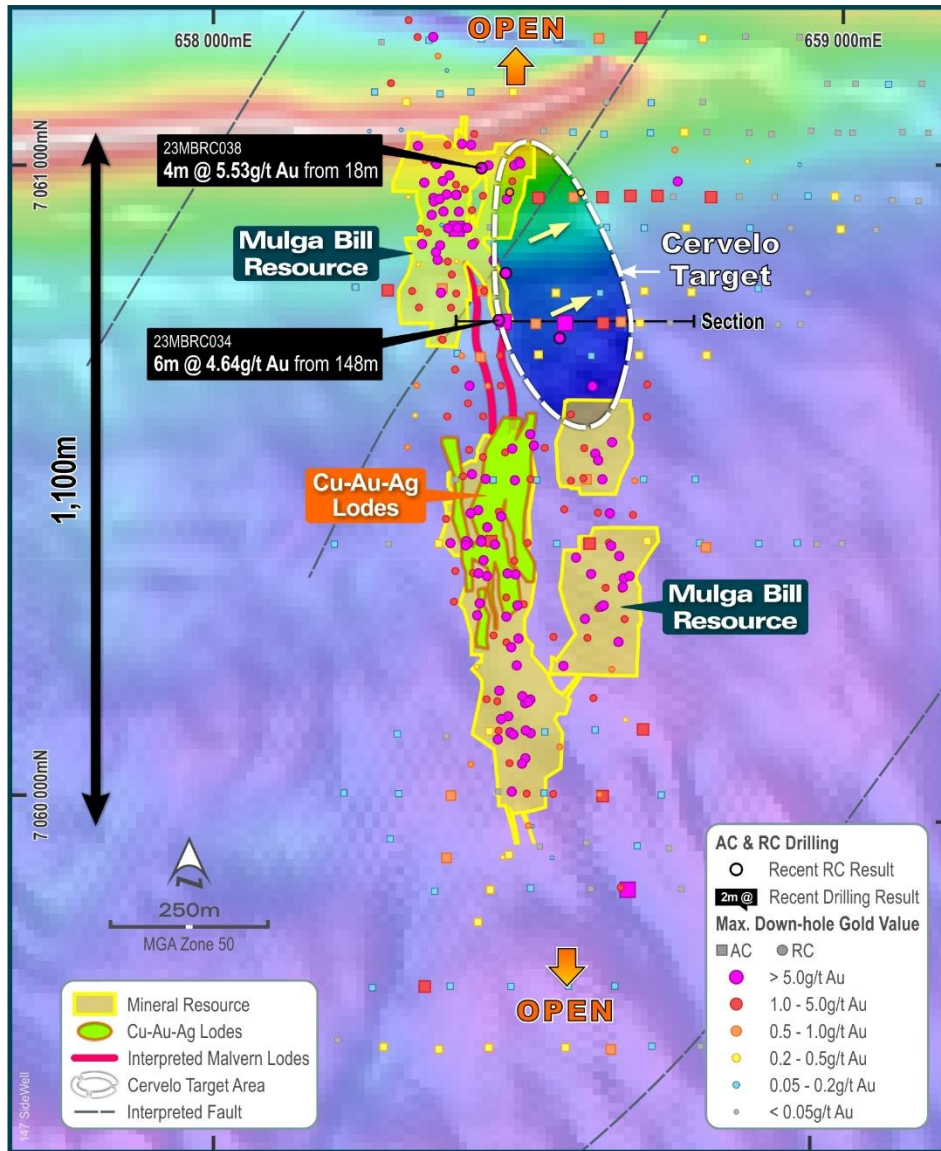 OPEN
658 000mE
659 000mE
7 061 000mN
23MBRC038
4m @ 5.53g/t Au from 18m
Mulga Bill
Resource
Cervelo
Target
Section
23MBRC034
6m @ 4.64g/t Au from 148m
1,100m
Cu-Au-Ag
Lodes
Mulga Bill
Resource
7 060 000mN
N
250m
MGA Zone 50
OPEN
Mineral Resource
Cu-Au-Ag Lodes
Interpreted Malvern Lodes
Cervelo Target Area
Interpreted Fault
AC & RC Drilling
Recent RC Result
2m @ Recent Drilling Result
Max. Down-hole Gold Value
AC RC
> 5.0g/t Au
1.0 - 5.0g/t Au
0.5 - 1.0g/t Au
0.2 - 0.5g/t Au
0.05 - 0.2g/t Au
< 0.05g/t Au
147 SideWell